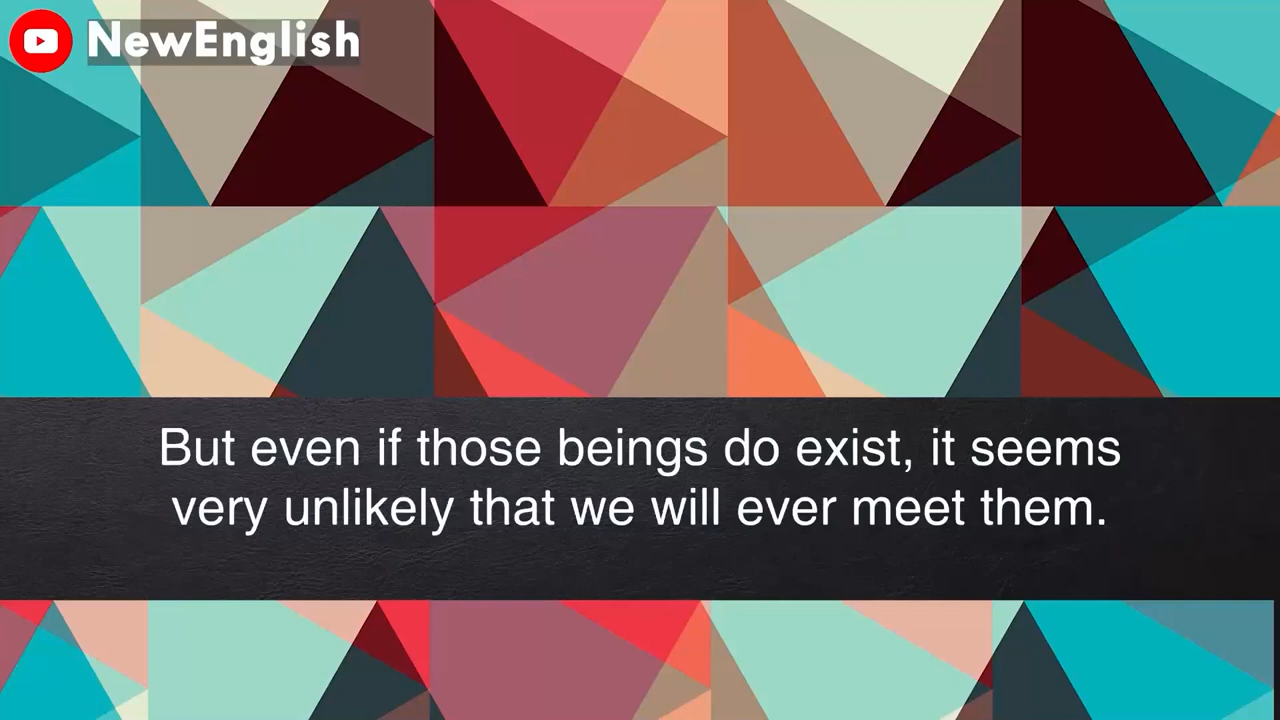 NewEnglish
But even if those beings do exist, it seems
very unlikely that we will ever meet them.